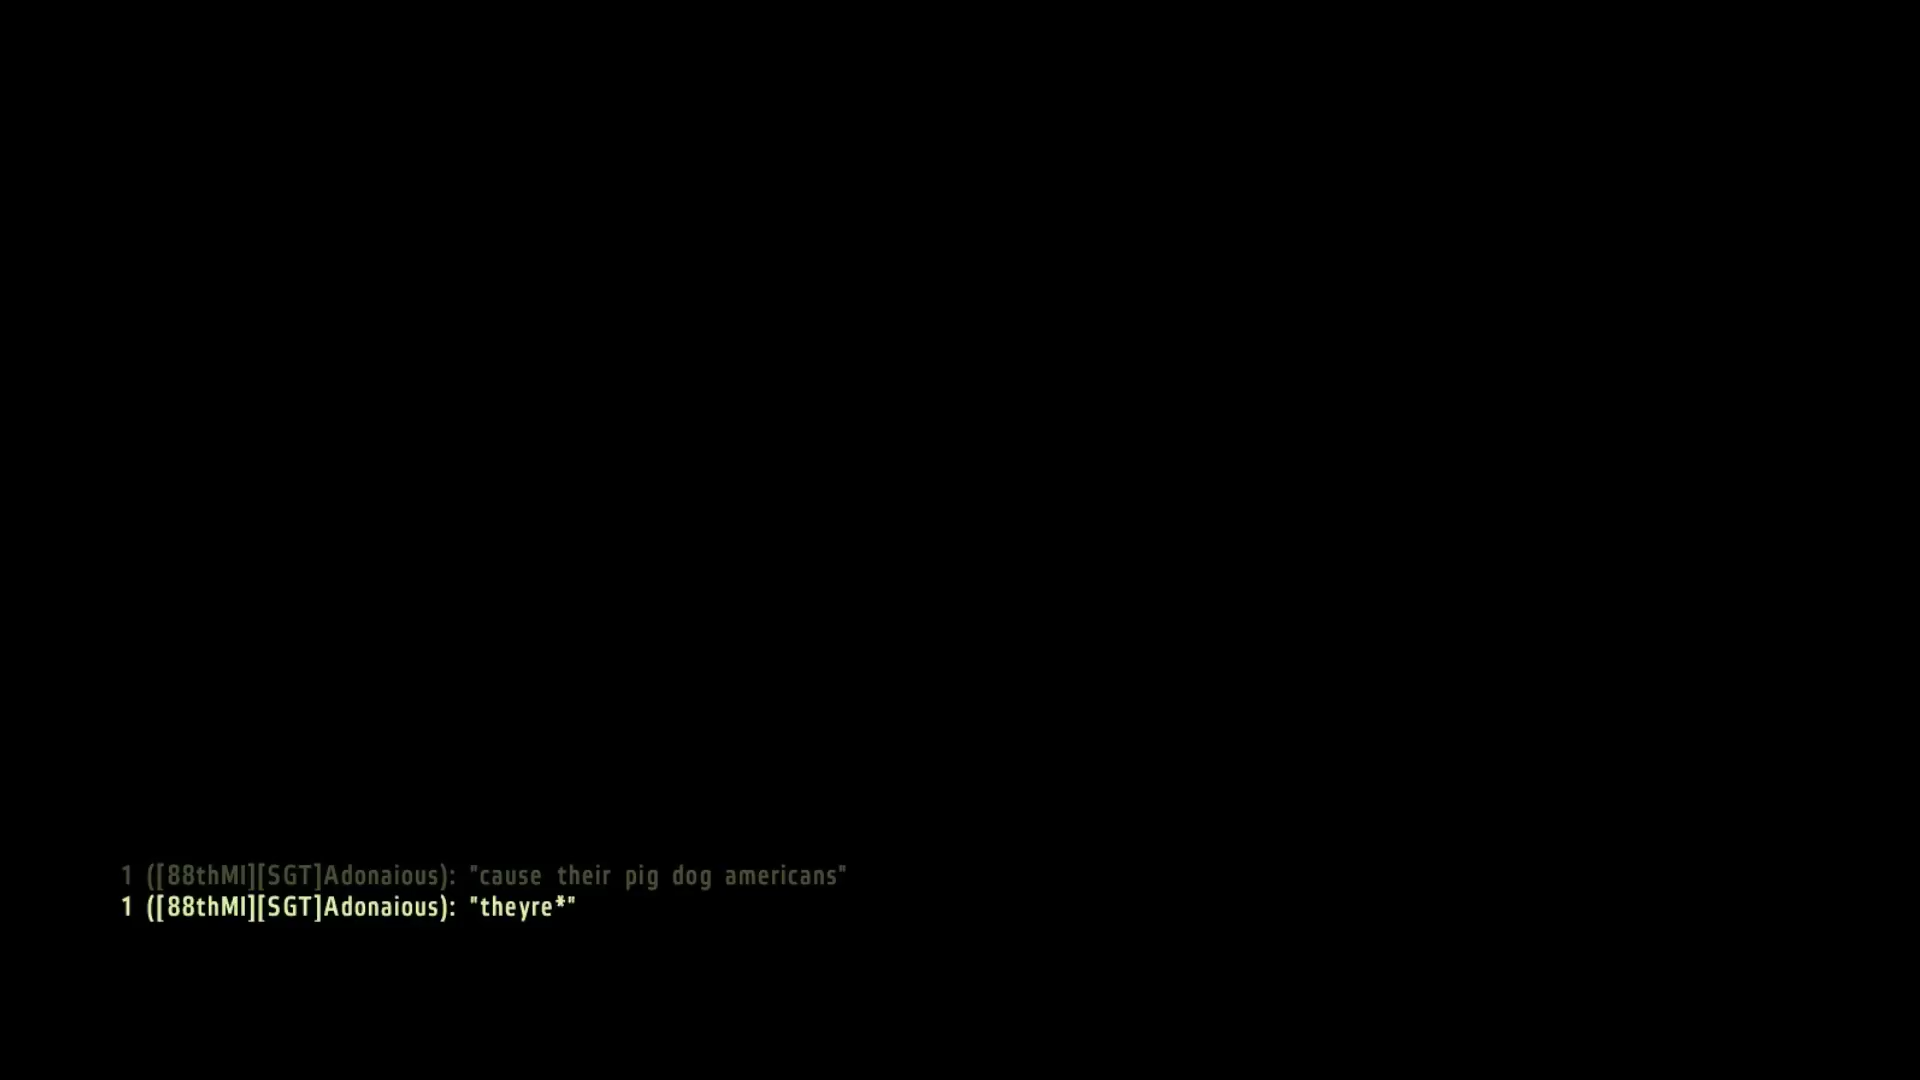 1 ([88thMI][SGT]Adonaious): "cause their pig dog americans"
1 ([88thMI][SGT]Adonaious): "theyre*"